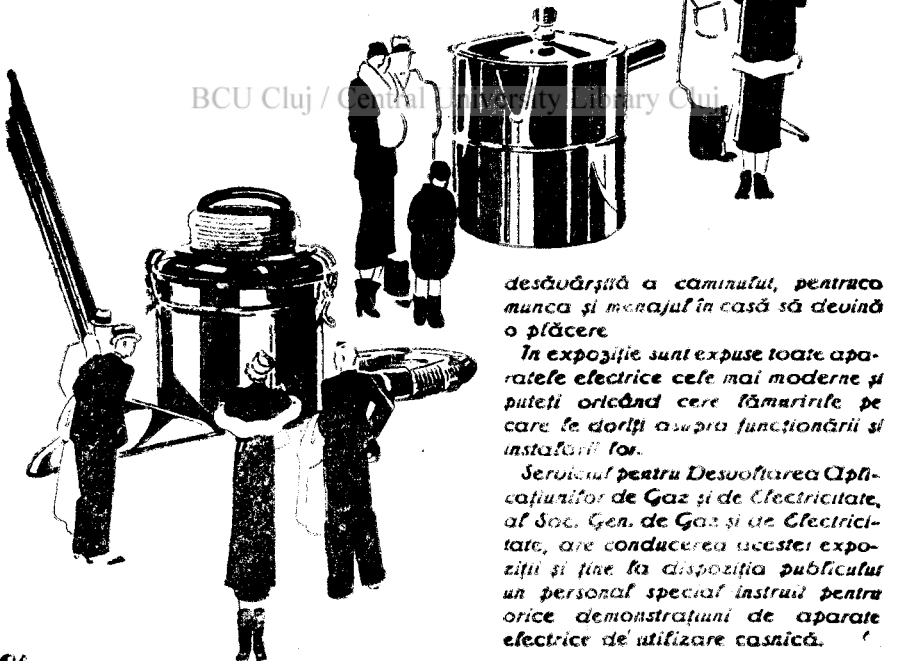 BCU Cluj / Central University Library Cluj
desăvârșită a caminului, pentruca
munca și menajul în casă să devină
o plăcere
În expoziție sunt expuse toate apa-
ratele electrice cele mai moderne și
puteți oricând cere lămuririle pe
care le doriți asupra funcționării și
instalării lor.
Serviciul pentru Desvoltarea Apli-
cațiunilor de Gaz și de Electricitate,
al Soc. Gen. de Gaz și de Electrici-
tate, are conducerea acestei expo-
ziții și ține la dispoziția publicului
un personal special instruit pentru
orice demonstrațiuni de aparate
electrice de utilizare casnică.